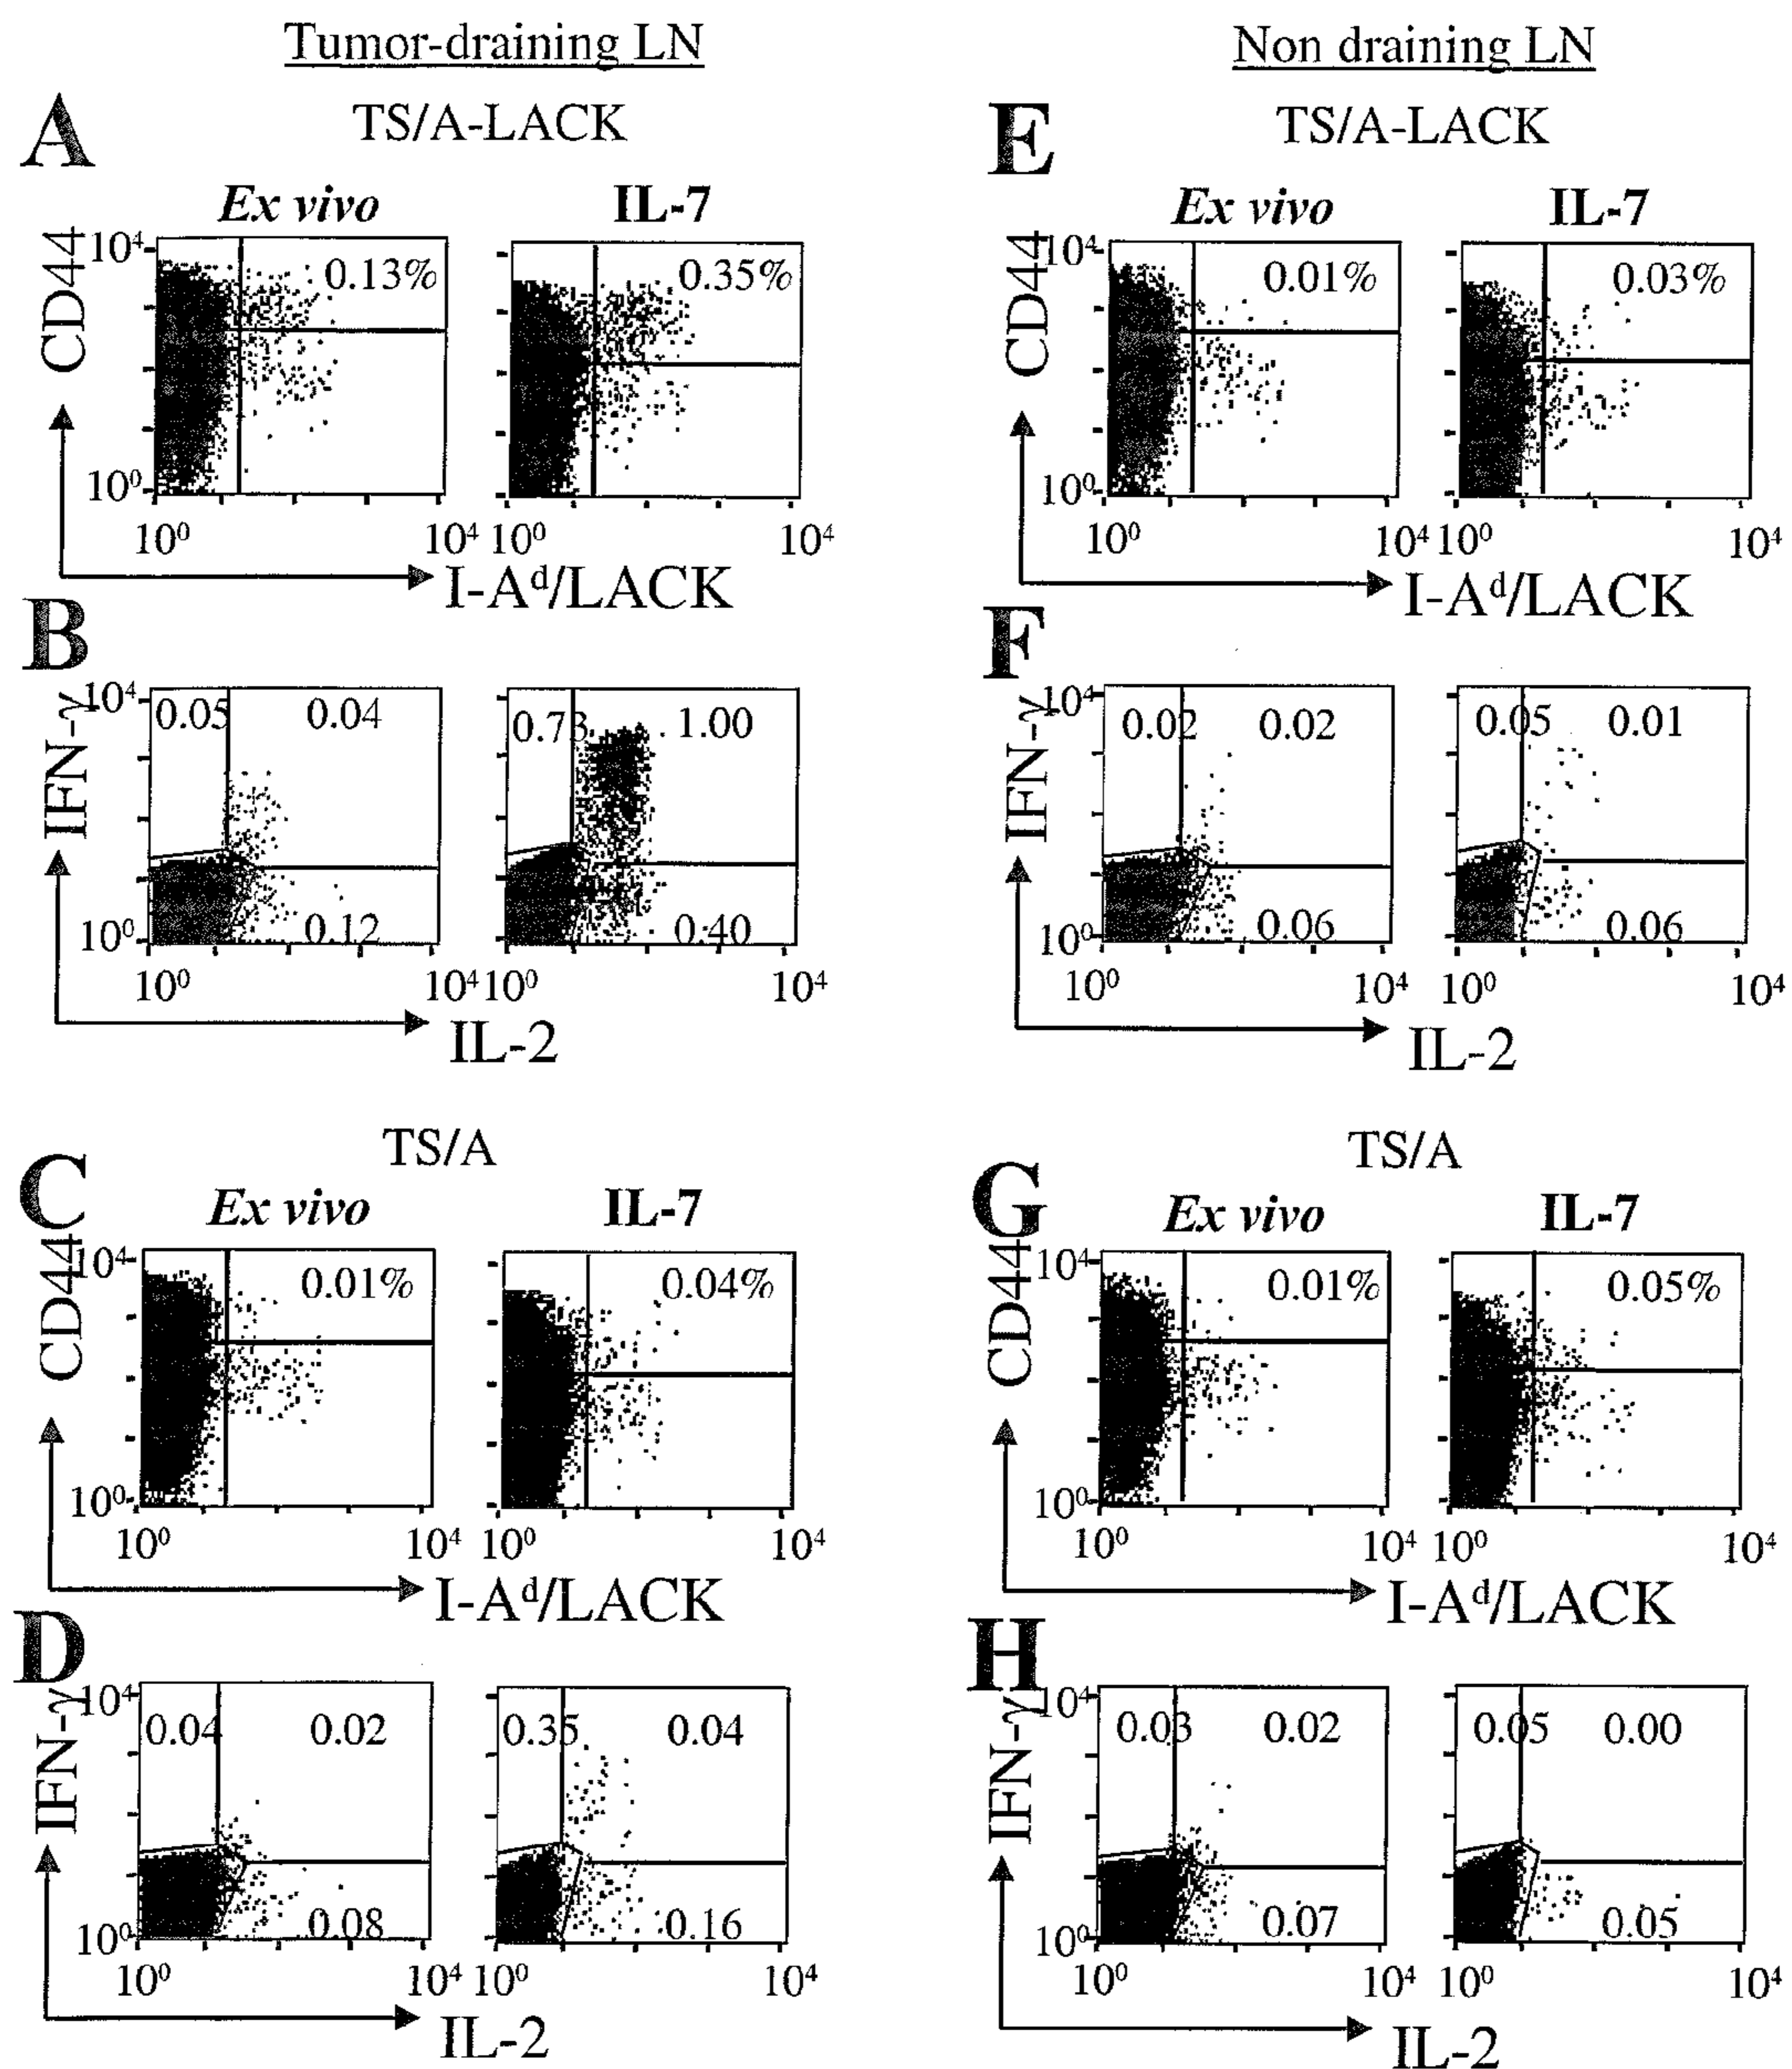 Tumor-draining LN
Non draining LN
A
TS/A-LACK
Ex vivo
IL-7
CD44
10⁴
0.13%
0.35%
10⁰
10⁰
10⁴
10⁰
10⁴
I-Aᵈ/LACK
B
IFN-γ
10⁴
0.05
0.04
0.12
0.73
1.00
0.40
10⁰
10⁰
10⁴
10⁰
10⁴
IL-2
C
TS/A
Ex vivo
IL-7
CD44
10⁴
0.01%
0.04%
10⁰
10⁰
10⁴
10⁰
10⁴
I-Aᵈ/LACK
D
IFN-γ
10⁴
0.04
0.02
0.08
0.35
0.04
0.16
10⁰
10⁰
10⁴
10⁰
10⁴
IL-2
E
TS/A-LACK
Ex vivo
IL-7
CD44
10⁴
0.01%
0.03%
10⁰
10⁰
10⁴
10⁰
10⁴
I-Aᵈ/LACK
F
IFN-γ
10⁴
0.02
0.02
0.06
0.05
0.01
0.06
10⁰
10⁰
10⁴
10⁰
10⁴
IL-2
G
TS/A
Ex vivo
IL-7
CD44
10⁴
0.01%
0.05%
10⁰
10⁰
10⁴
10⁰
10⁴
I-Aᵈ/LACK
H
IFN-γ
10⁴
0.03
0.02
0.07
0.05
0.00
0.05
10⁰
10⁰
10⁴
10⁰
10⁴
IL-2